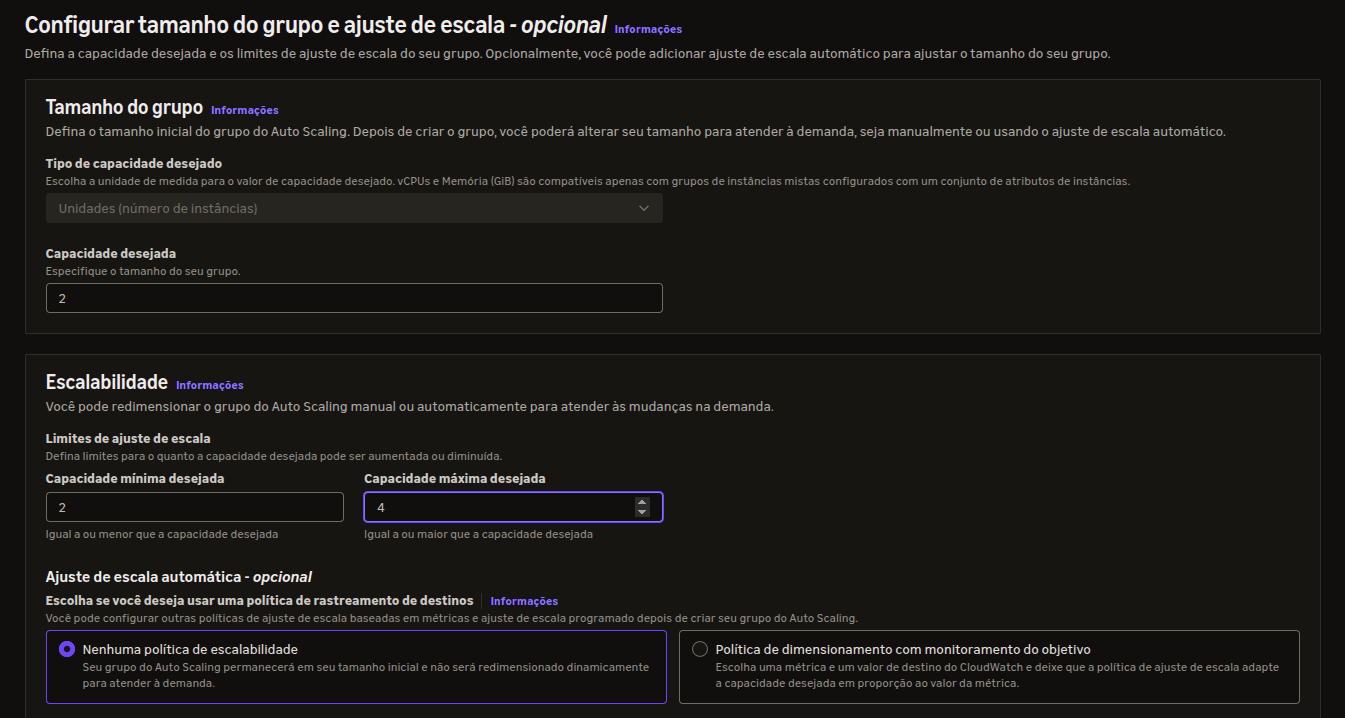 Configurar tamanho do grupo e ajuste de escala - opcional Informações
Defina a capacidade desejada e os limites de ajuste de escala do seu grupo. Opcionalmente, você pode adicionar ajuste de escala automático para ajustar o tamanho do seu grupo.
Tamanho do grupo Informações
Defina o tamanho inicial do grupo do Auto Scaling. Depois de criar o grupo, você poderá alterar seu tamanho para atender à demanda, seja manualmente ou usando o ajuste de escala automático.
Tipo de capacidade desejado
Escolha a unidade de medida para o valor de capacidade desejado. vCPUs e Memória (GiB) são compatíveis apenas com grupos de instâncias mistas configurados com um conjunto de atributos de instâncias.
Unidades (número de instâncias)
Capacidade desejada
Especifique o tamanho do seu grupo.
2
Escalabilidade Informações
Você pode redimensionar o grupo do Auto Scaling manual ou automaticamente para atender às mudanças na demanda.
Limites de ajuste de escala
Defina limites para o quanto a capacidade desejada pode ser aumentada ou diminuída.
Capacidade mínima desejada Capacidade máxima desejada
2 4
Igual a ou menor que a capacidade desejada Igual a ou maior que a capacidade desejada
Ajuste de escala automática - opcional
Escolha se você deseja usar uma política de rastreamento de destinos Informações
Você pode configurar outras políticas de ajuste de escala baseadas em métricas e ajuste de escala programado depois de criar seu grupo do Auto Scaling.
Nenhuma política de escalabilidade
Seu grupo do Auto Scaling permanecerá em seu tamanho inicial e não será redimensionado dinamicamente
para atender à demanda.
Política de dimensionamento com monitoramento do objetivo
Escolha uma métrica e um valor de destino do CloudWatch e deixe que a política de ajuste de escala adapte
a capacidade desejada em proporção ao valor da métrica.